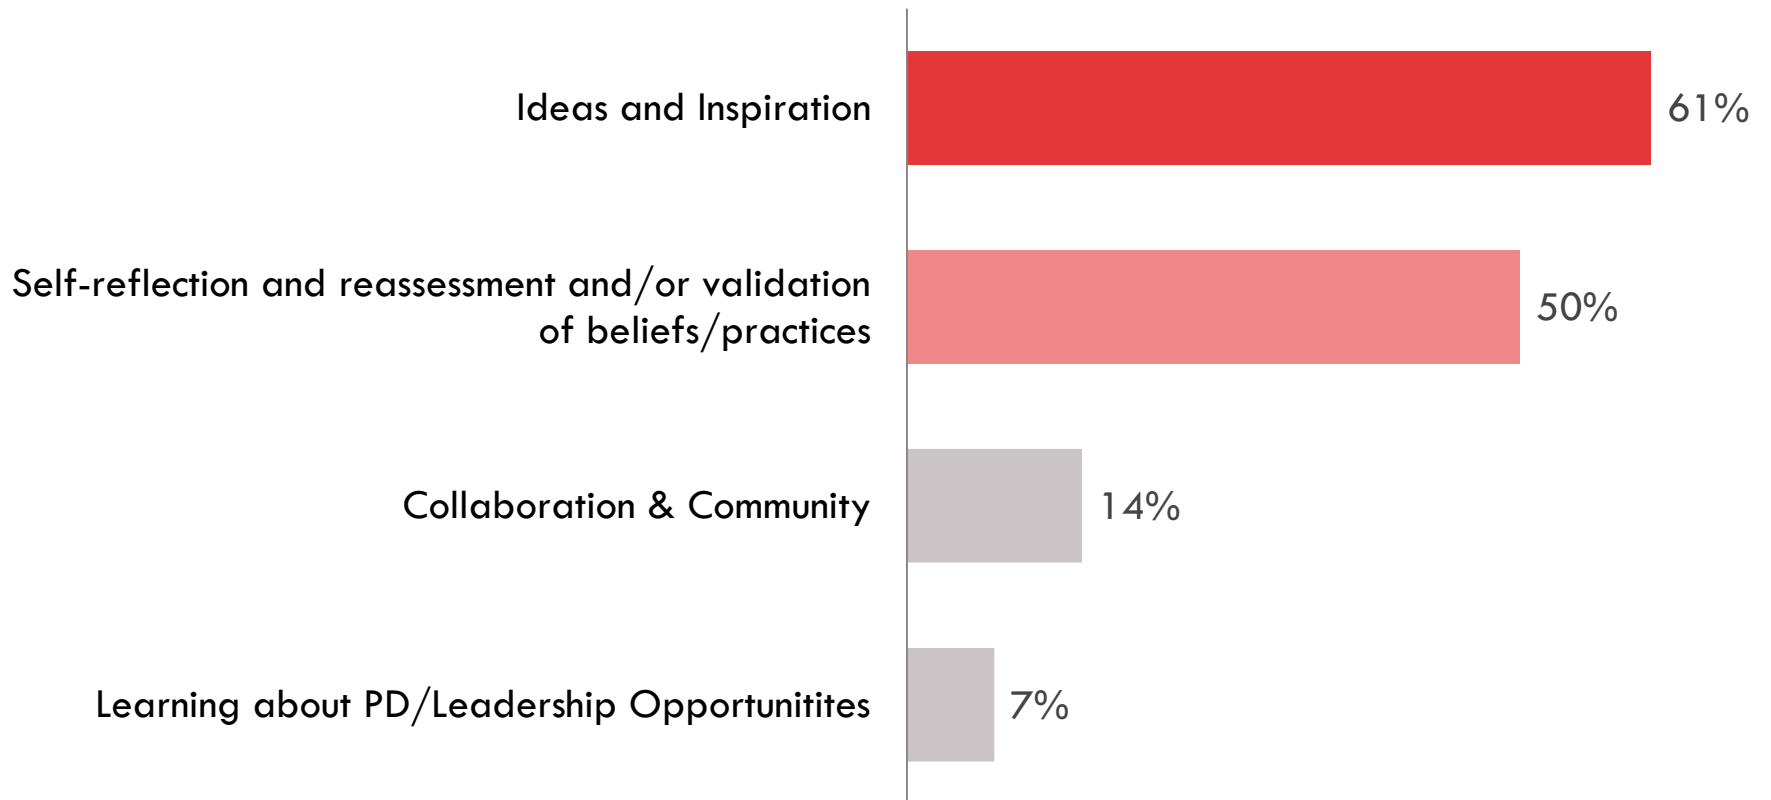 Ideas and Inspiration
61%
Self-reflection and reassessment and/or validation
of beliefs/practices
50%
Collaboration & Community
14%
Learning about PD/Leadership Opportunitites
7%